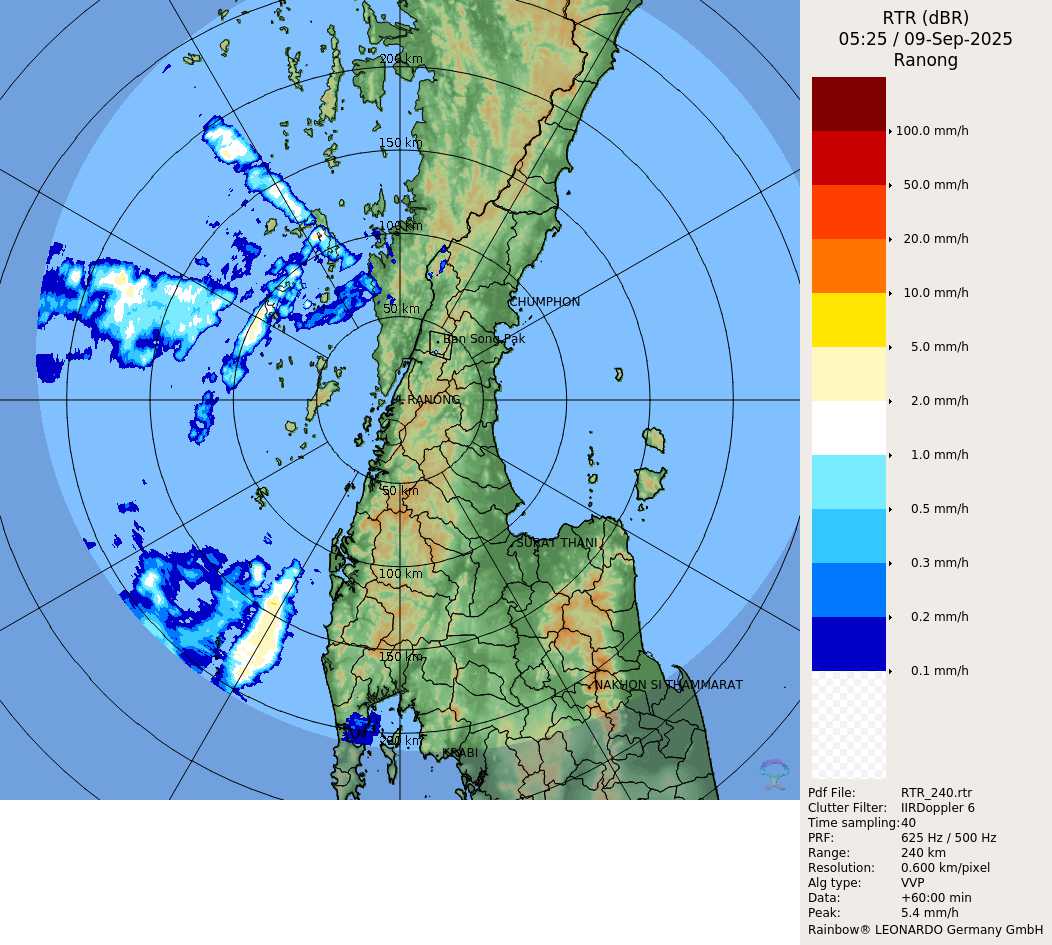 RTR (dBR)
05:25 / 09-Sep-2025
Ranong
100.0 mm/h
50.0 mm/h
20.0 mm/h
10.0 mm/h
5.0 mm/h
2.0 mm/h
1.0 mm/h
0.5 mm/h
0.3 mm/h
0.2 mm/h
0.1 mm/h
Pdf File: RTR_240.rtr
Clutter Filter: IIRDoppler 6
Time sampling: 40
PRF: 625 Hz / 500 Hz
Range: 240 km
Resolution: 0.600 km/pixel
Alg type: VVP
Data: +60:00 min
Peak: 5.4 mm/h
Rainbow® LEONARDO Germany GmbH
200 km
150 km
100 km
CHUMPHON
50 km
Ban Song Pak
RANONG
50 km
SURAT THANI
100 km
150 km
NAKHON SI THAMMARAT
200 km
KRABI